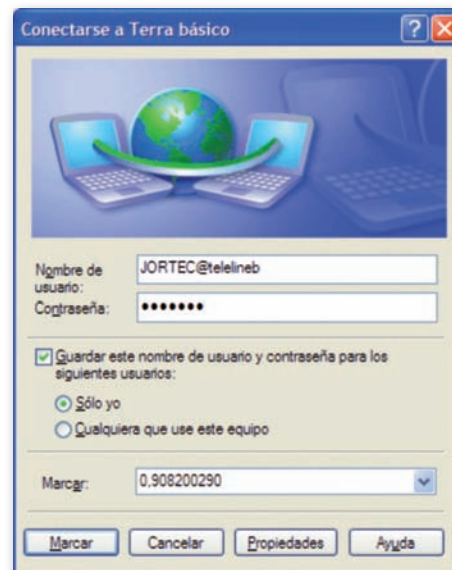 Conectarse a Terra básico
Nombre de
usuario:
JORTEC@telelineb
Contraseña:
•••••••
Guardar este nombre de usuario y contraseña para los
siguientes usuarios:
Sólo yo
Cualquiera que use este equipo
Marcar:
0,908200290
Marcar Cancelar Propiedades Ayuda